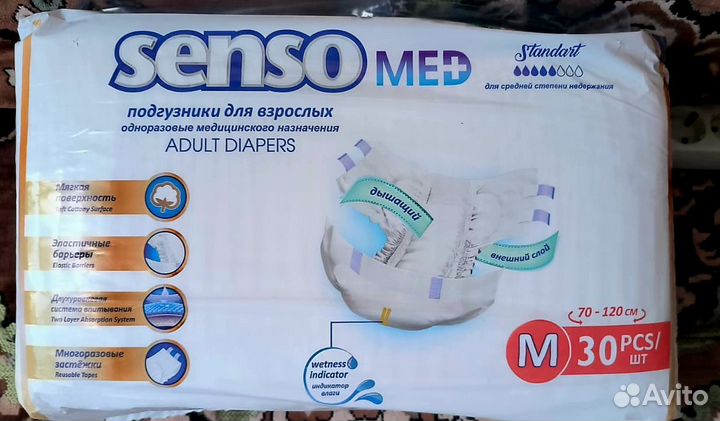 senso MED
Standart
для средней степени недержания
подгузники для взрослых
одноразовые медицинского назначения
ADULT DIAPERS
Мягкая
поверхность
Soft Cottony Surface
Эластичные
барьеры
Elastic Barriers
Двухуровневая
система впитывания
Two Layer Absorption System
Многоразовые
застёжки
Reusable Tapes
дышащий
внешний слой
wetness
indicator
индикатор
влаги
70 - 120 см
M 30 PCS/
шт
Avito